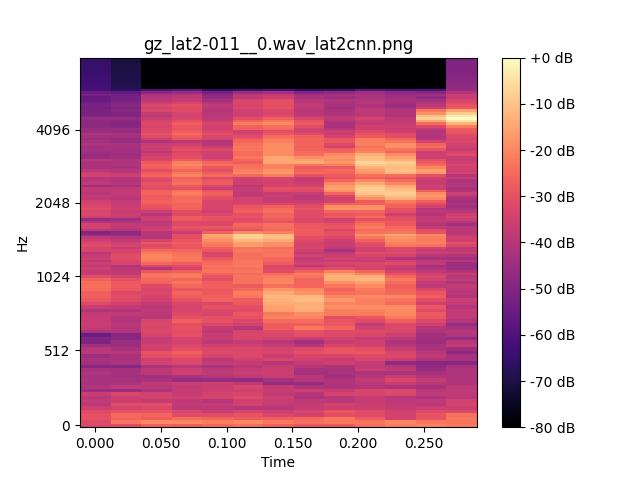 gz_lat2-011__0.wav_lat2cnn.png
+0 dB
-10 dB
4096
-20 dB
2048
-30 dB
Hz
-40 dB
1024
-50 dB
-60 dB
512
-70 dB
0
-80 dB
0.000 0.050 0.100 0.150 0.200 0.250
Time